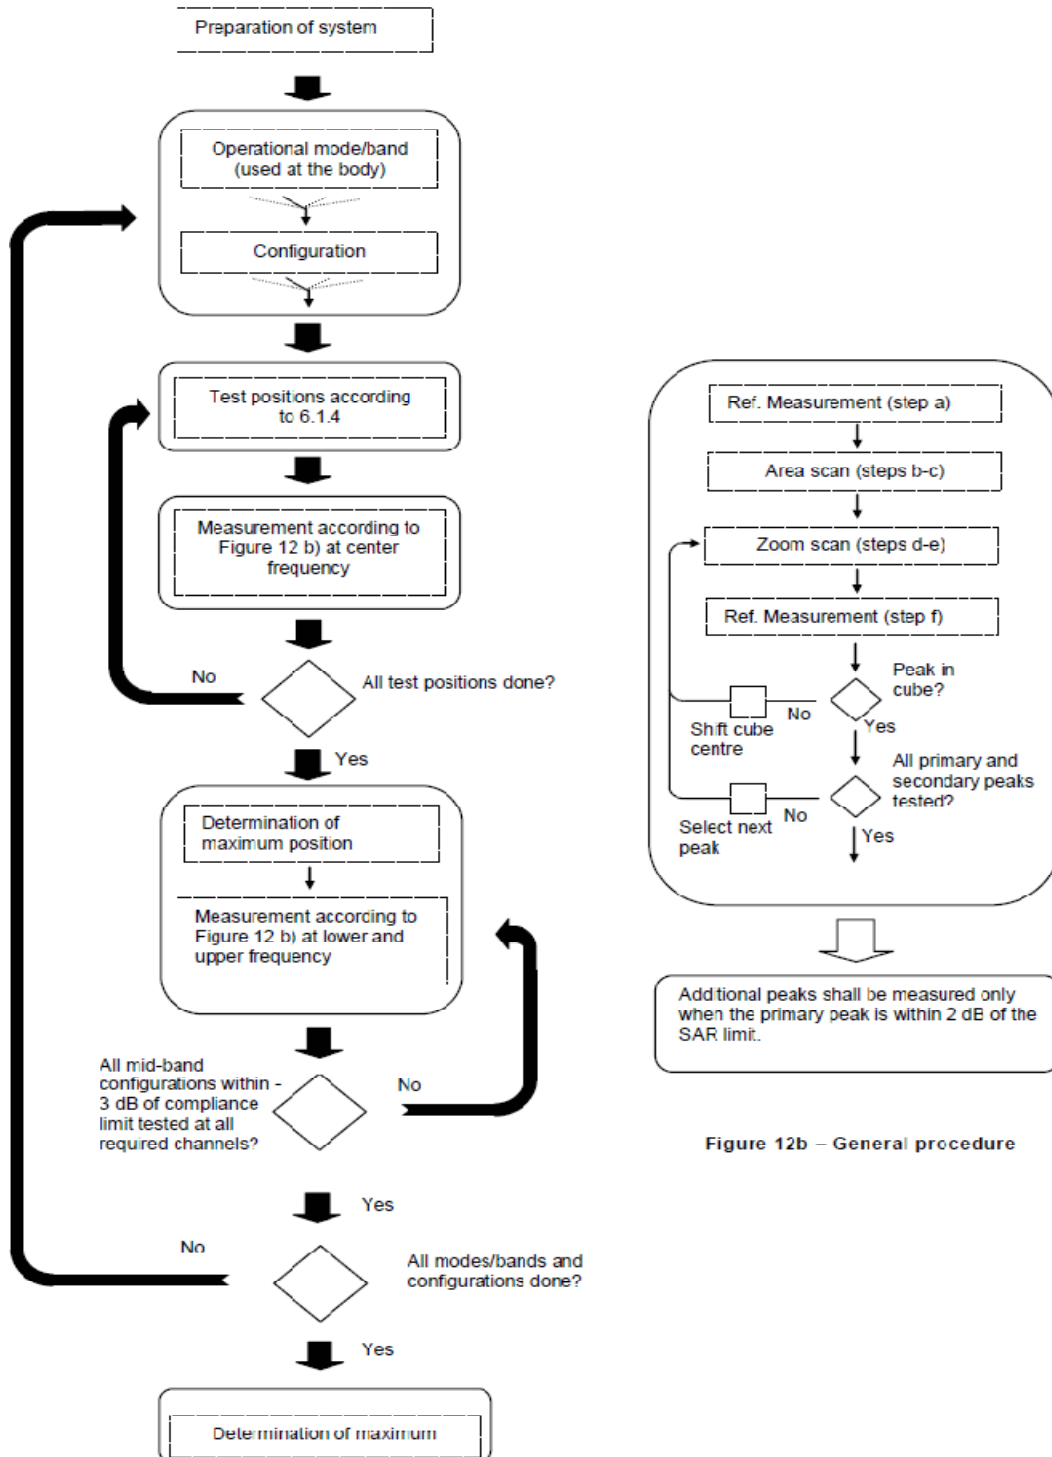 Preparation of system
Operational mode/band
(used at the body)
Configuration
Test positions according
to 6.1.4
Measurement according to
Figure 12 b) at center
frequency
No
All test positions done?
Yes
Determination of
maximum position
Measurement according to
Figure 12 b) at lower and
upper frequency
All mid-band
configurations within -
3 dB of compliance
limit tested at all
required channels?
No
Yes
No
All modes/bands and
configurations done?
Yes
Determination of maximum
Ref. Measurement (step a)
Area scan (steps b-c)
Zoom scan (steps d-e)
Ref. Measurement (step f)
Peak in
cube?
No
Shift cube
centre
Yes
All primary and
secondary peaks
tested?
No
Select next
peak
Yes
Additional peaks shall be measured only
when the primary peak is within 2 dB of the
SAR limit.
Figure 12b – General procedure